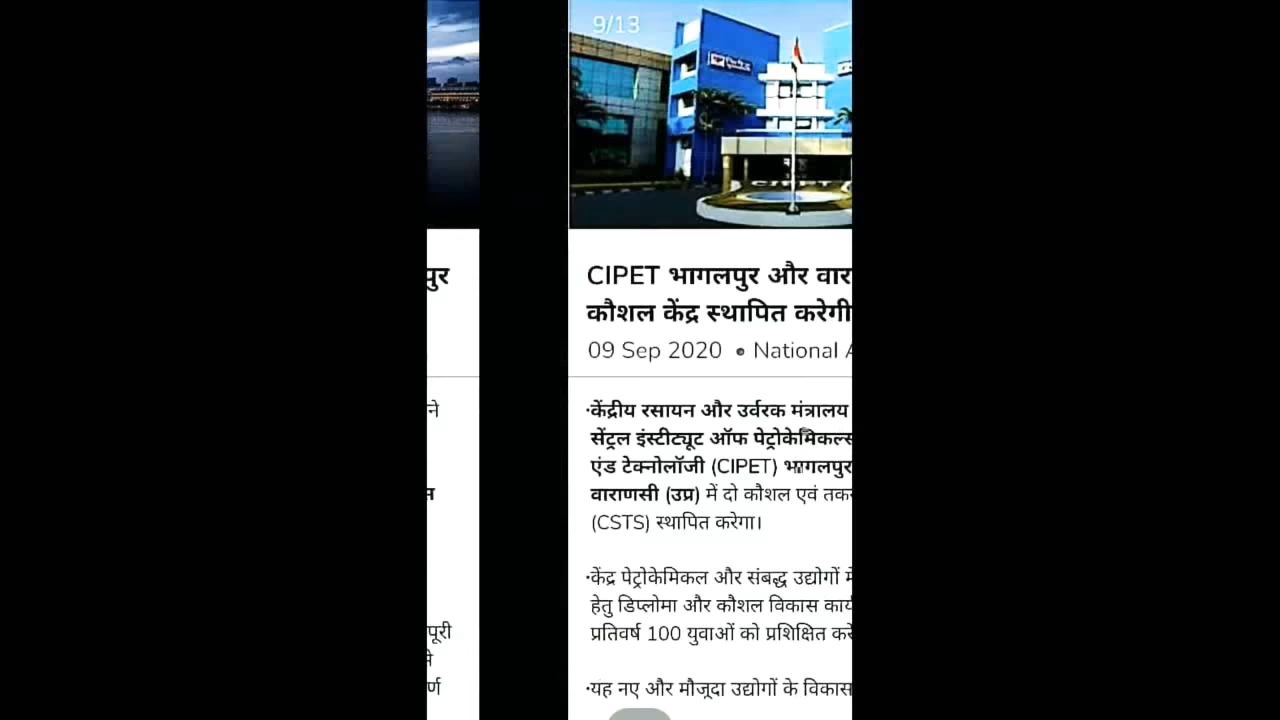 9/13
CIPET
पुर
CIPET भागलपुर और वार
कौशल केंद्र स्थापित करेगी
09 Sep 2020 • National A
ने
·केंद्रीय रसायन और उर्वरक मंत्रालय
सेंट्रल इंस्टीट्यूट ऑफ पेट्रोकेमिकल्स
एंड टेक्नोलॉजी (CIPET) भागलपुर
स
वाराणसी (उप्र) में दो कौशल एवं तक
(CSTS) स्थापित करेगा।
·केंद्र पेट्रोकेमिकल और संबद्ध उद्योगों में
हेतु डिप्लोमा और कौशल विकास कार्य
पूरी
प्रतिवर्ष 100 युवाओं को प्रशिक्षित करे
से
र्ण
·यह नए और मौजूदा उद्योगों के विकास